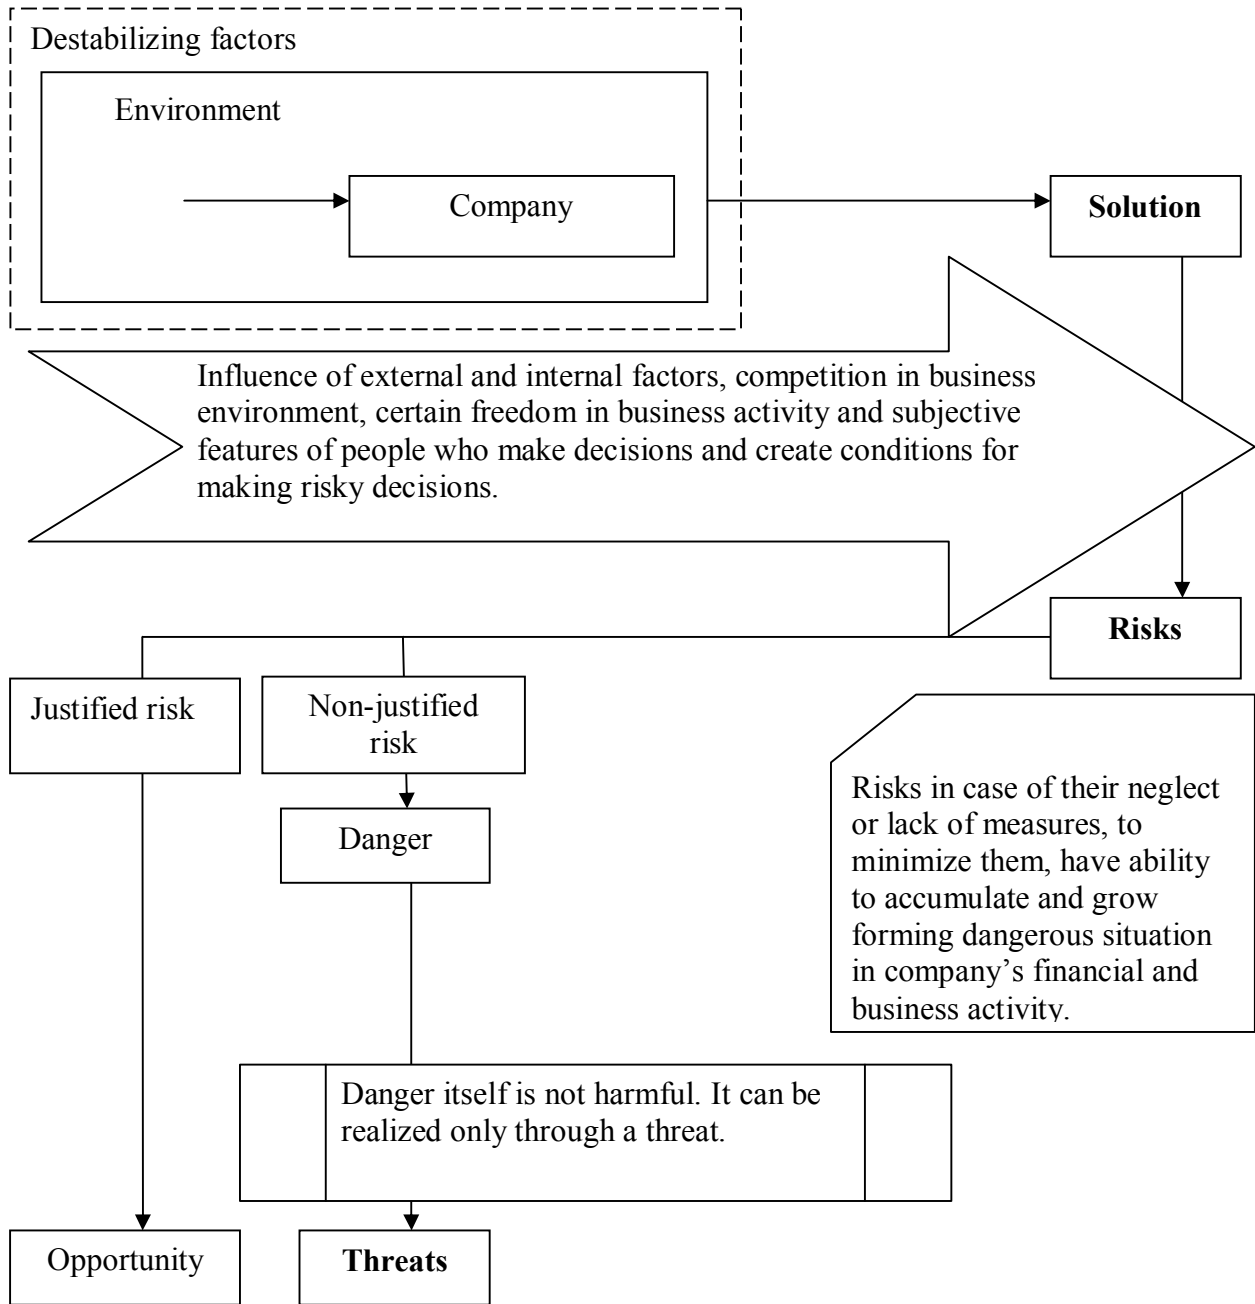 Destabilizing factors
Environment
Company
Solution
Influence of external and internal factors, competition in business
environment, certain freedom in business activity and subjective
features of people who make decisions and create conditions for
making risky decisions.
Risks
Justified risk
Non-justified
risk
Danger
Risks in case of their neglect
or lack of measures, to
minimize them, have ability
to accumulate and grow
forming dangerous situation
in company’s financial and
business activity.
Danger itself is not harmful. It can be
realized only through a threat.
Opportunity
Threats